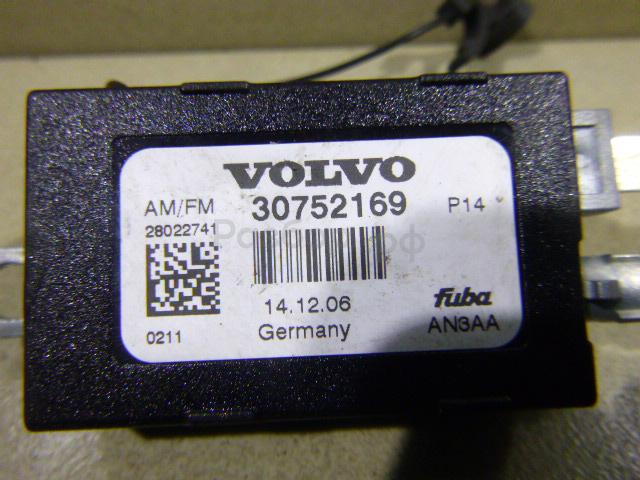 VOLVO
AM/FM 30752169 P14
28022741
14.12.06 fuba
0211 Germany AN3AA